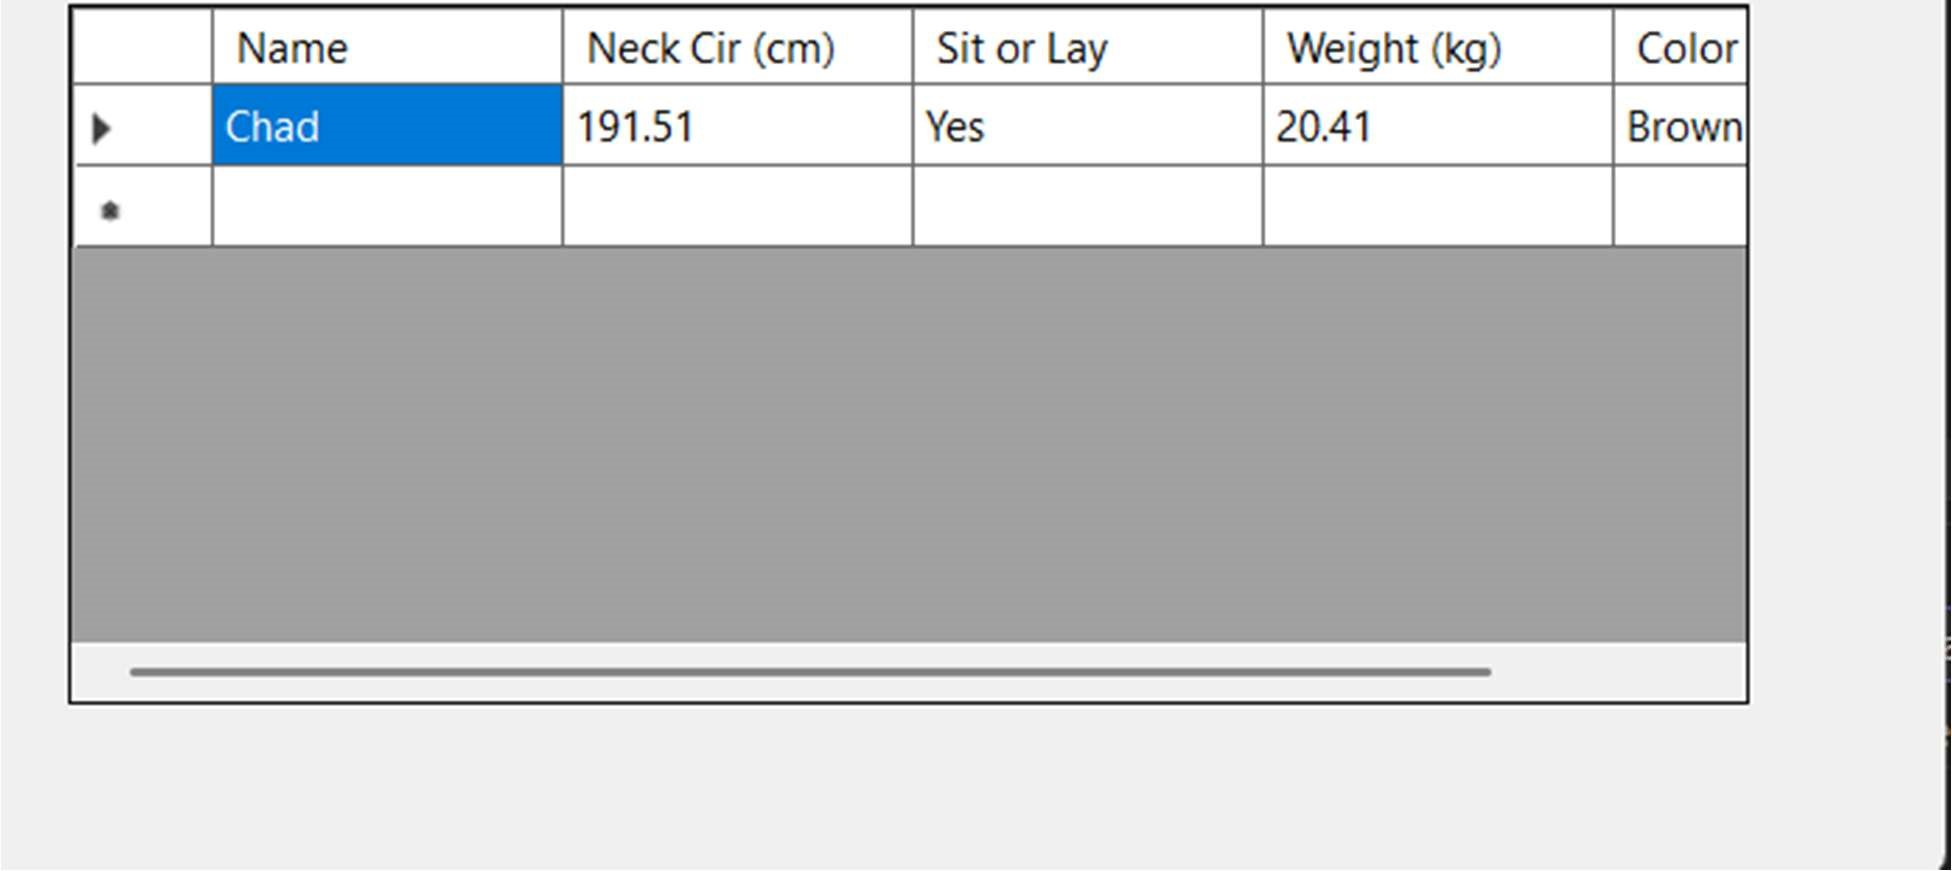 Name Neck Cir (cm) Sit or Lay Weight (kg) Color
Chad 191.51 Yes 20.41 Brown